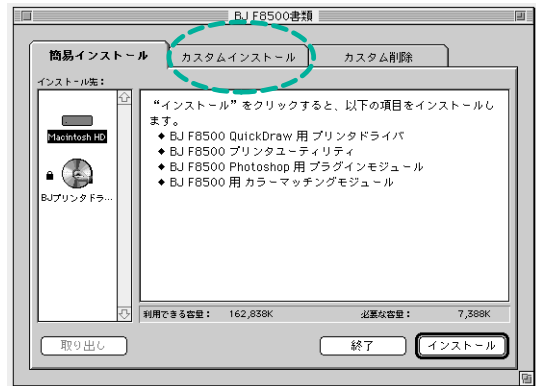 BJ F8500書類
簡易インストール
カスタムインストール
カスタム削除
インストール先：
Macintosh HD
BJプリンタドラ...
“インストール”をクリックすると、以下の項目をインストールし
ます。
◆ BJ F8500 QuickDraw 用 プリンタドライバ
◆ BJ F8500 プリンタユーティリティ
◆ BJ F8500 Photoshop 用 プラグインモジュール
◆ BJ F8500 用 カラーマッチングモジュール
利用できる容量： 162,838K 必要な容量： 7,388K
取り出し
終了
インストール